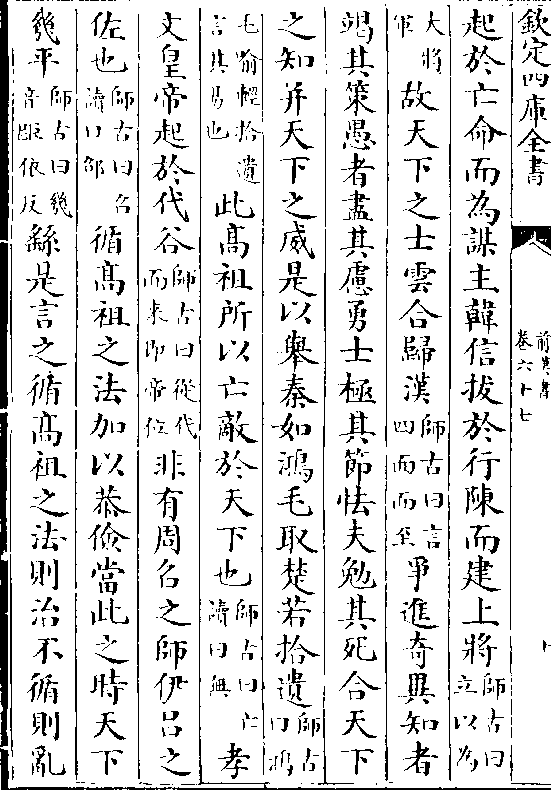 欽定四庫全書
前漢書
卷六十七
起於亡命而為謀主韓信拔於行陳而建上將師古曰立以為
大將軍故天下之士雲合歸漢師古曰言四面而至爭進奇異知者
竭其策愚者盡其慮勇士極其節怯夫勉其死合天下
之知并天下之威是以舉秦如鴻毛取楚若拾遺師古曰鴻
毛喻輕拾遺言其易也此髙祖所以亡敵於天下也師古曰亡讀曰無孝
文皇帝起於代谷師古曰從代而来即帝位非有周召之師伊吕之
佐也師古曰召讀曰邵循髙祖之法加以恭儉當此之時天下
幾平師古曰幾音鉅依反繇是言之循髙祖之法則治不循則亂